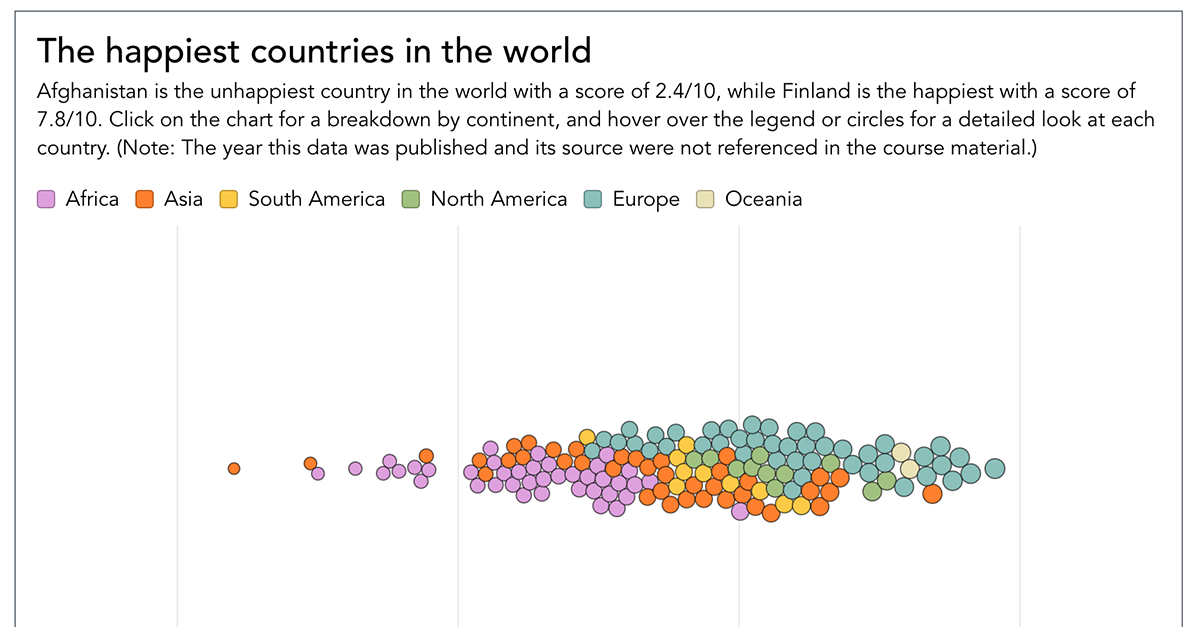 The happiest countries in the world
Afghanistan is the unhappiest country in the world with a score of 2.4/10, while Finland is the happiest with a score of
7.8/10. Click on the chart for a breakdown by continent, and hover over the legend or circles for a detailed look at each
country. (Note: The year this data was published and its source were not referenced in the course material.)
Africa Asia South America North America Europe Oceania